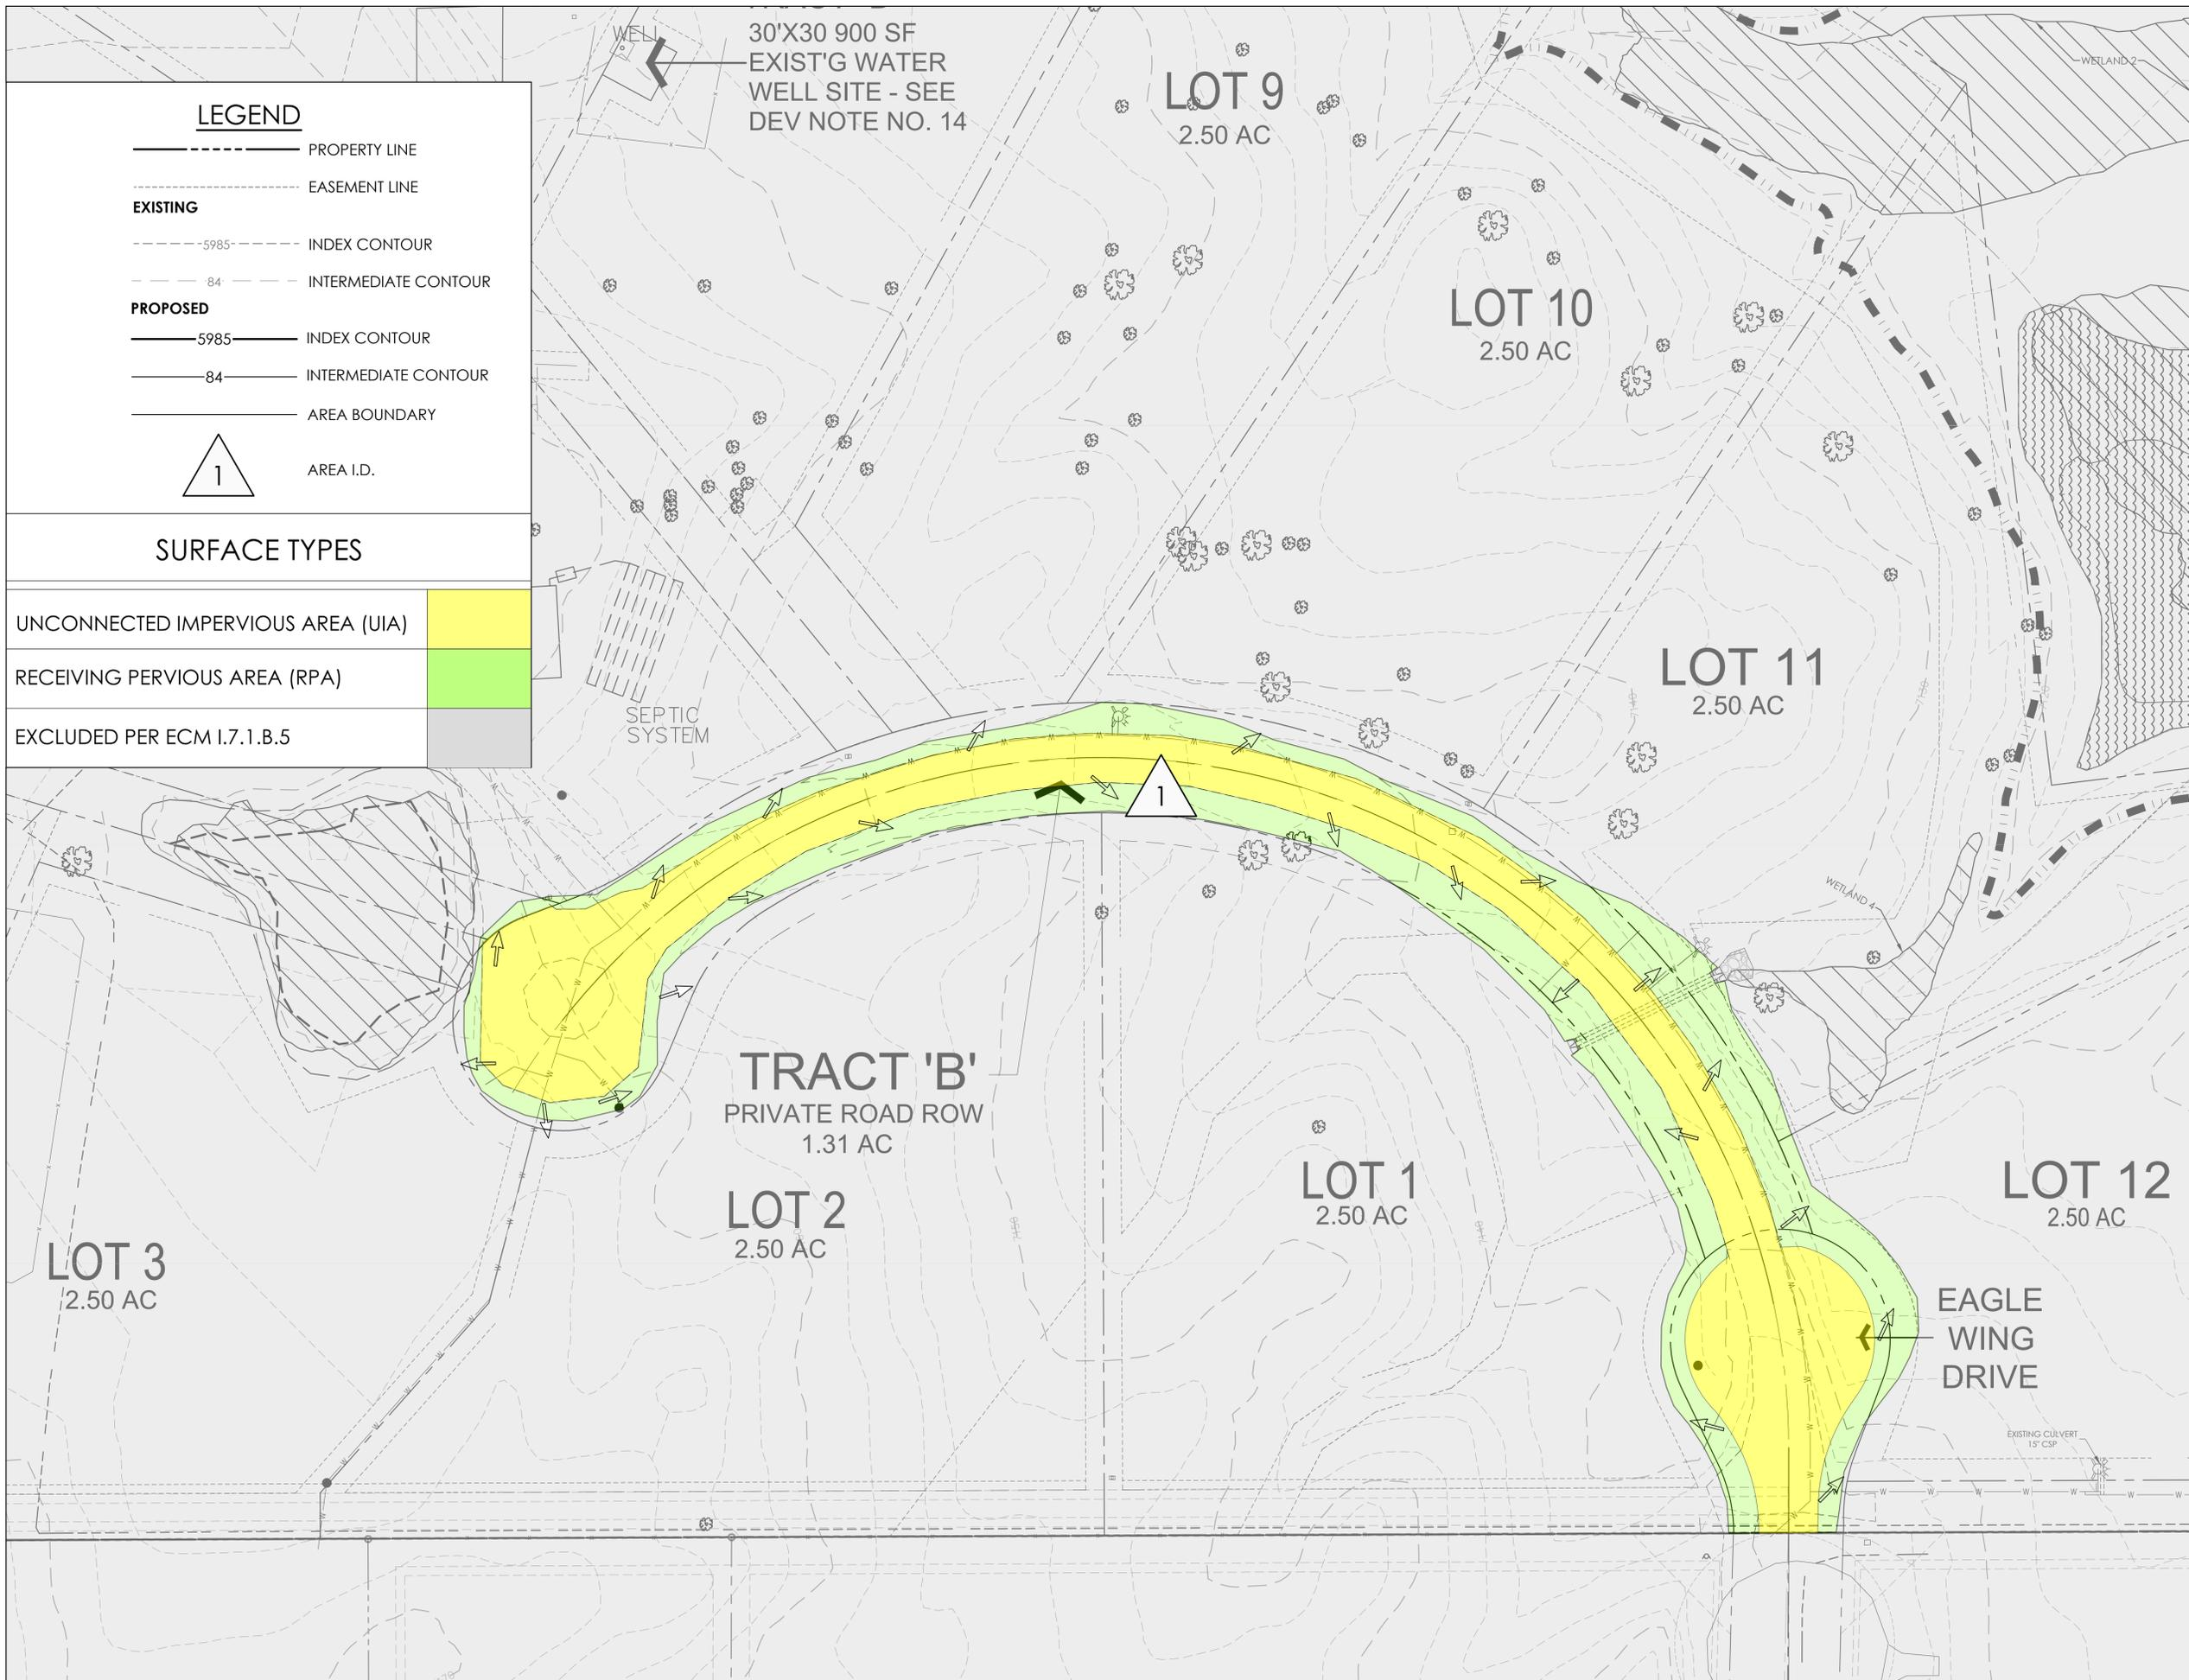 WELL
30'X30 900 SF
EXIST'G WATER
WELL SITE - SEE
DEV NOTE NO. 14
LOT 9
2.50 AC
WETLAND 2
LEGEND
PROPERTY LINE
EASEMENT LINE
EXISTING
5985 INDEX CONTOUR
84 INTERMEDIATE CONTOUR
PROPOSED
5985 INDEX CONTOUR
84 INTERMEDIATE CONTOUR
AREA BOUNDARY
1 AREA I.D.
SURFACE TYPES
UNCONNECTED IMPERVIOUS AREA (UIA)
RECEIVING PERVIOUS AREA (RPA)
EXCLUDED PER ECM I.7.1.B.5
LOT 10
2.50 AC
LOT 11
2.50 AC
SEPTIC
SYSTEM
1
WETLAND 4
TRACT 'B'
PRIVATE ROAD ROW
1.31 AC
LOT 1
2.50 AC
LOT 12
2.50 AC
LOT 2
2.50 AC
LOT 3
2.50 AC
EAGLE
WING
DRIVE
EXISTING CULVERT
15" CSP